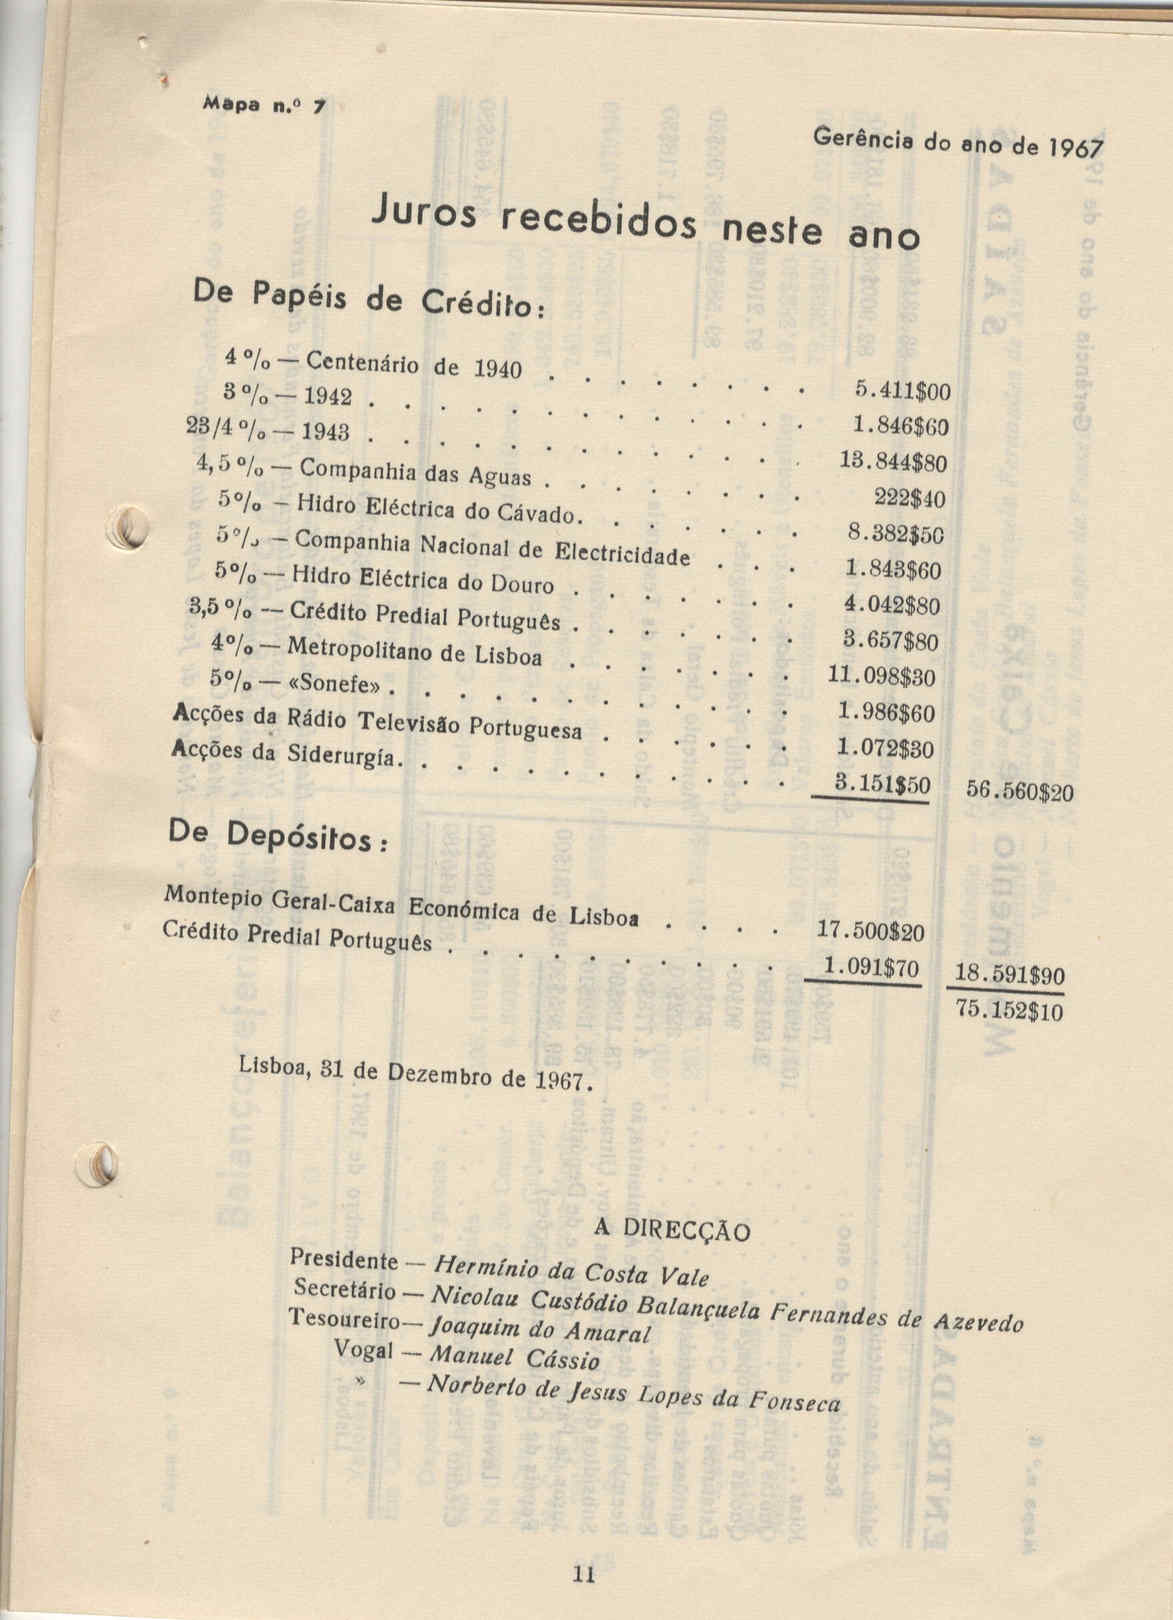 Mapa n.º 7
Gerência do ano de 1967
Juros recebidos neste ano
De Papéis de Crédito:
4 % — Centenário de 1940 . . . . . . . . 5.411$00
3 % — 1942 . . . . . . . . . . . . . 1.846$60
23/4 % — 1943 . . . . . . . . . . . . . 13.844$80
4,5 % — Companhia das Aguas . . . . . . . . 222$40
5 % — Hidro Eléctrica do Cávado. . . . . . . 8.382$50
5 % — Companhia Nacional de Electricidade . . . 1.843$60
5 % — Hidro Eléctrica do Douro . . . . . . . 4.042$80
3,5 % — Crédito Predial Português . . . . . . . 3.657$80
4 % — Metropolitano de Lisboa . . . . . . . 11.098$30
5 % — «Sonefe» . . . . . . . . . . . . 1.986$60
Acções da Rádio Televisão Portuguesa . . . . . . 1.072$30
Acções da Siderurgía. . . . . . . . . . . . 3.151$50 56.560$20
De Depósitos:
Montepio Geral-Caixa Económica de Lisboa . . . . 17.500$20
Crédito Predial Português . . . . . . . . . . 1.091$70 18.591$90
75.152$10
Lisboa, 31 de Dezembro de 1967.
A DIRECÇÃO
Presidente — Hermínio da Costa Vale
Secretário — Nicolau Custódio Balançuela Fernandes de Azevedo
Tesoureiro — Joaquim do Amaral
Vogal — Manuel Cássio
» — Norberto de Jesus Lopes da Fonseca
11